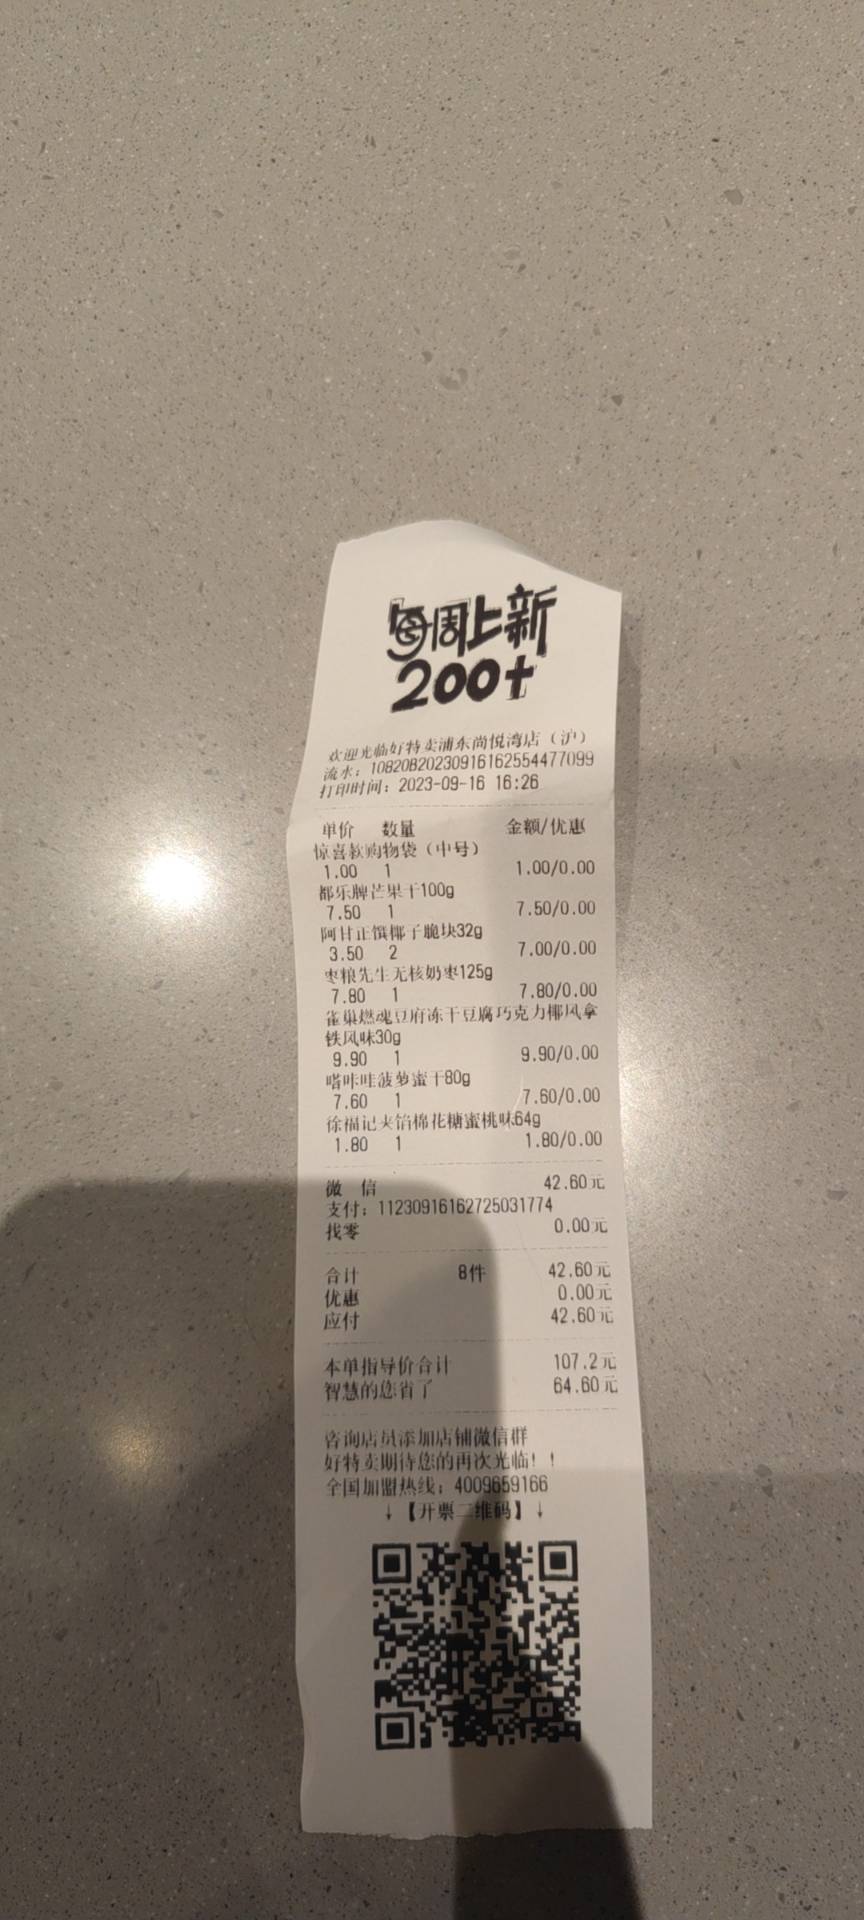 每周上新
200+
欢迎光临好特卖浦东尚悦湾店（沪）
流水：108208202309161625544​77099
打印时间：2023-09-16 16:26
单价 数量 金额/优惠
惊喜款购物袋（中号）
1.00 1 1.00/0.00
都乐牌芒果干100g
7.50 1 7.50/0.00
阿甘正馔椰子脆块32g
3.50 2 7.00/0.00
枣粮先生无核奶枣125g
7.80 1 7.80/0.00
雀巢燃魂豆府冻干豆腐巧克力椰风拿
铁风味30g
9.90 1 9.90/0.00
嗒咔哇菠萝蜜干80g
7.60 1 7.60/0.00
徐福记夹馅棉花糖蜜桃味64g
1.80 1 1.80/0.00
微 信 42.60元
支付：11230916162725031774
找零 0.00元
合计 8件 42.60元
优惠 0.00元
应付 42.60元
本单指导价合计 107.2元
智慧的您省了 64.60元
咨询店员添加店铺微信群
好特卖期待您的再次光临！！
全国加盟热线：4009659166
↓【开票二维码】↓